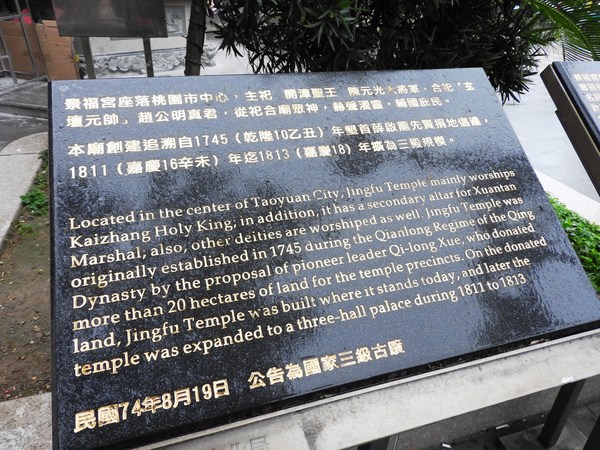 景福宮座落桃園市中心，主祀 開漳聖王 陳元光大將軍，合祀「玄
壇元帥」趙公明真君，從祀合廟眾神，赫聲濯靈，輔國庇民。
本廟創建追溯自1745（乾隆10乙丑）年墾首薛啟龍先賢捐地倡議，
1811（嘉慶16辛未）年迄1813（嘉慶18）年擴為三殿規模。
Located in the center of Taoyuan City, Jingfu Temple mainly worships
Kaizhang Holy King; in addition, it has a secondary altar for Xuantan
Marshal; also, other deities are worshiped as well. Jingfu Temple was
originally established in 1745 during the Qianlong Regime of the Qing
Dynasty by the proposal of pioneer leader Qi-long Xue, who donated
more than 20 hectares of land for the temple precincts. On the donated
land, Jingfu Temple was built where it stands today, and later the
temple was expanded to a three-hall palace during 1811 to 1813
民國74年8月19日 公告為國家三級古蹟